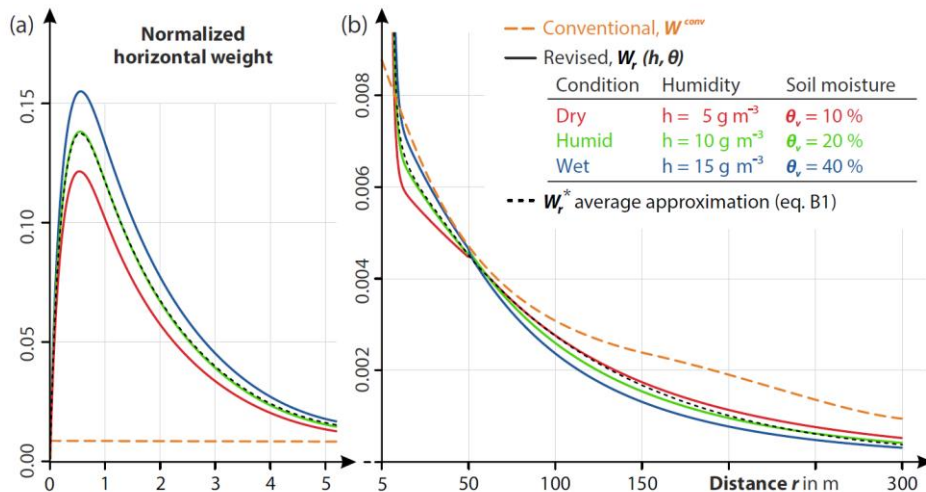 (a)
Normalized
horizontal weight
0.15
0.10
0.05
0.00
0 1 2 3 4 5
(b)
Conventional, W^conv
Revised, W_r (h, θ)
Condition Humidity Soil moisture
Dry h = 5 g m⁻³ θ_v = 10 %
Humid h = 10 g m⁻³ θ_v = 20 %
Wet h = 15 g m⁻³ θ_v = 40 %
W_r* average approximation (eq. B1)
0.008
0.006
0.004
0.002
5 50 100 150 200 Distance r in m 300